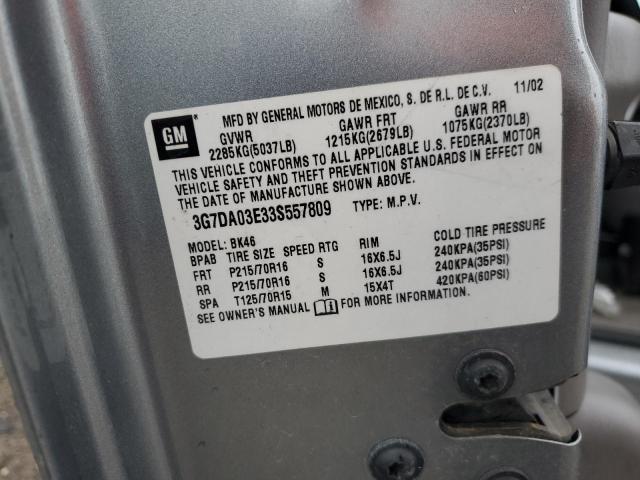 GM
MFD BY GENERAL MOTORS DE MEXICO, S. DE R.L. DE C.V. 11/02
GVWR GAWR FRT GAWR RR
2285KG(5037LB) 1215KG(2679LB) 1075KG(2370LB)
THIS VEHICLE CONFORMS TO ALL APPLICABLE U.S. FEDERAL MOTOR
VEHICLE SAFETY AND THEFT PREVENTION STANDARDS IN EFFECT ON
THE DATE OF MANUFACTURE SHOWN ABOVE.
3G7DA03E33S557809 TYPE: M.P.V.
MODEL: BK46
BPAB TIRE SIZE SPEED RTG RIM COLD TIRE PRESSURE
FRT P215/70R16 S 16X6.5J 240KPA(35PSI)
RR P215/70R16 S 16X6.5J 240KPA(35PSI)
SPA T125/70R15 M 15X4T 420KPA(60PSI)
SEE OWNER'S MANUAL FOR MORE INFORMATION.